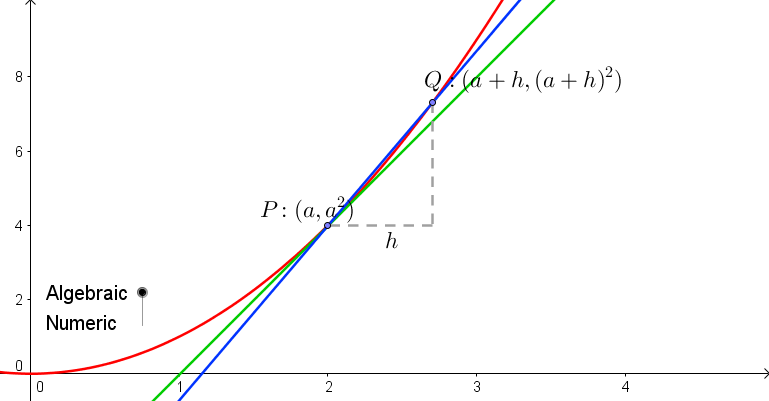 8
Q : (a + h, (a + h)²)
6
P : (a, a²)
4
h
Algebraic
2
Numeric
0
0 1 2 3 4